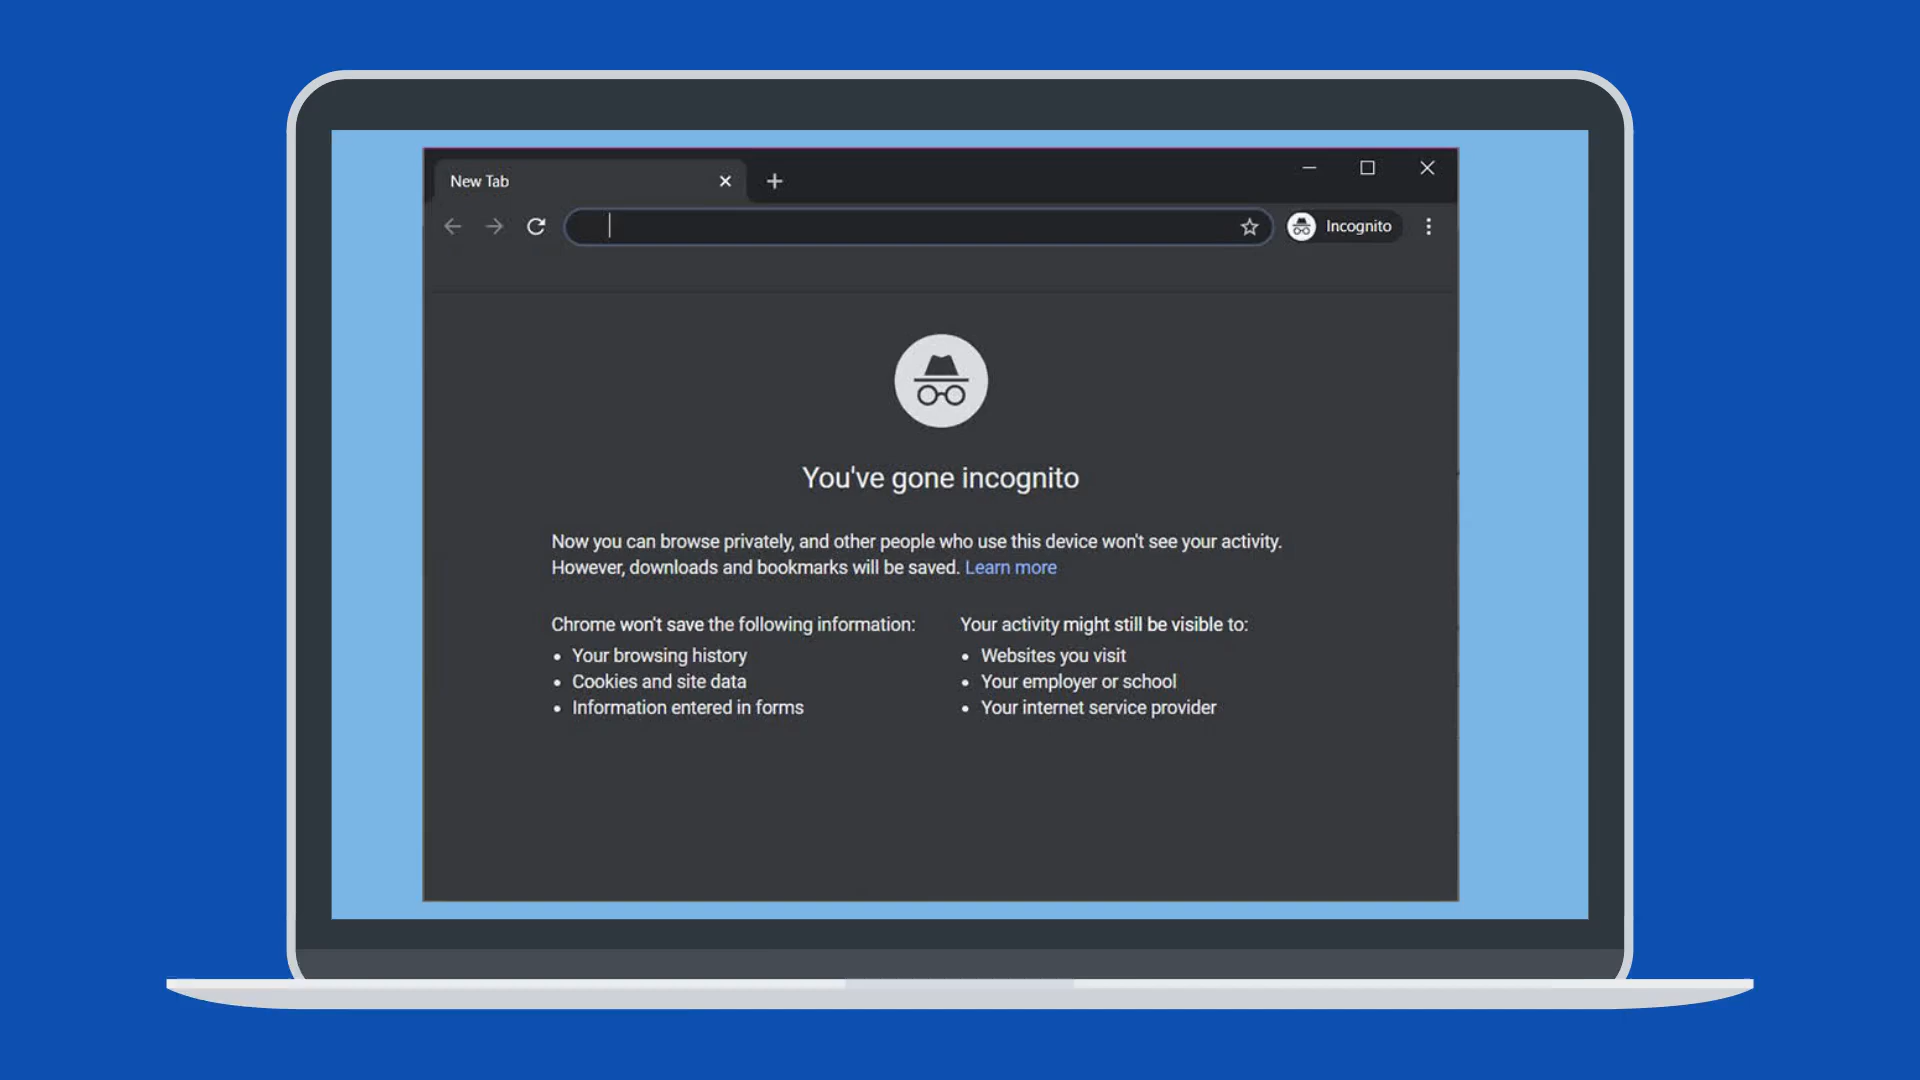 New Tab
Incognito
You've gone incognito
Now you can browse privately, and other people who use this device won't see your activity.
However, downloads and bookmarks will be saved. Learn more
Chrome won't save the following information:
Your browsing history
Cookies and site data
Information entered in forms
Your activity might still be visible to:
Websites you visit
Your employer or school
Your internet service provider